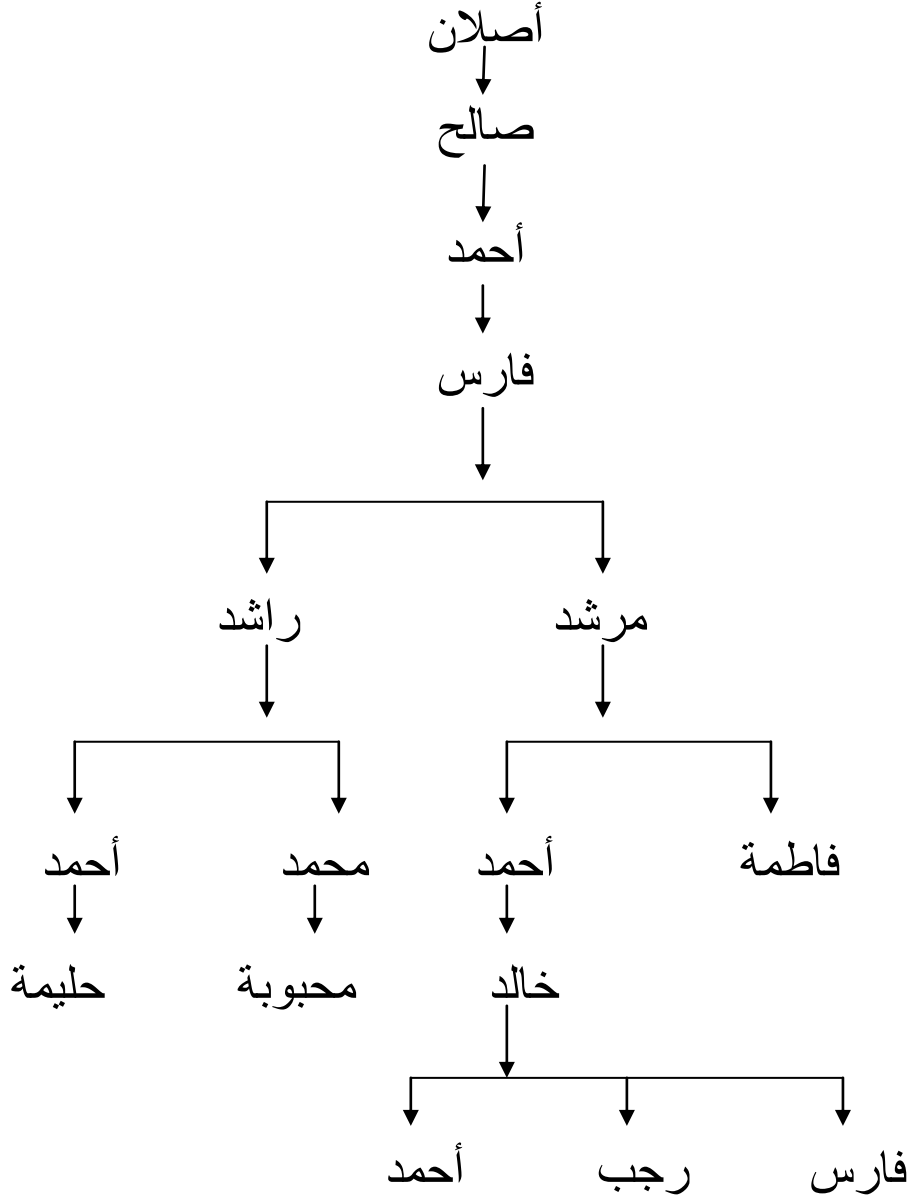 أصلان
صالح
أحمد
فارس
مرشد راشد
فاطمة أحمد محمد أحمد
خالد محبوبة حليمة
فارس رجب أحمد